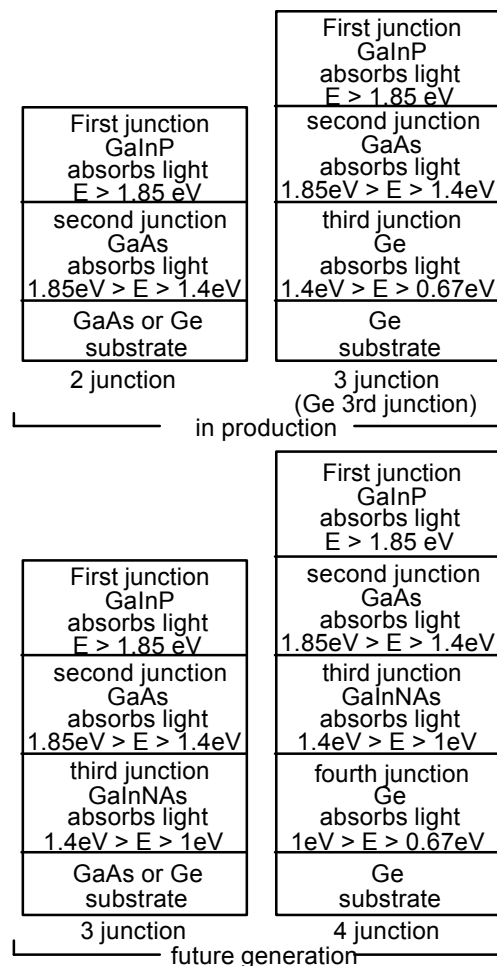 First junction
GaInP
absorbs light
E > 1.85 eV
second junction
GaAs
absorbs light
1.85eV > E > 1.4eV
GaAs or Ge
substrate
2 junction
First junction
GaInP
absorbs light
E > 1.85 eV
second junction
GaAs
absorbs light
1.85eV > E > 1.4eV
third junction
Ge
absorbs light
1.4eV > E > 0.67eV
Ge
substrate
3 junction
(Ge 3rd junction)
in production
First junction
GaInP
absorbs light
E > 1.85 eV
second junction
GaAs
absorbs light
1.85eV > E > 1.4eV
third junction
GaInNAs
absorbs light
1.4eV > E > 1eV
GaAs or Ge
substrate
3 junction
First junction
GaInP
absorbs light
E > 1.85 eV
second junction
GaAs
absorbs light
1.85eV > E > 1.4eV
third junction
GaInNAs
absorbs light
1.4eV > E > 1eV
fourth junction
Ge
absorbs light
1eV > E > 0.67eV
Ge
substrate
4 junction
future generation